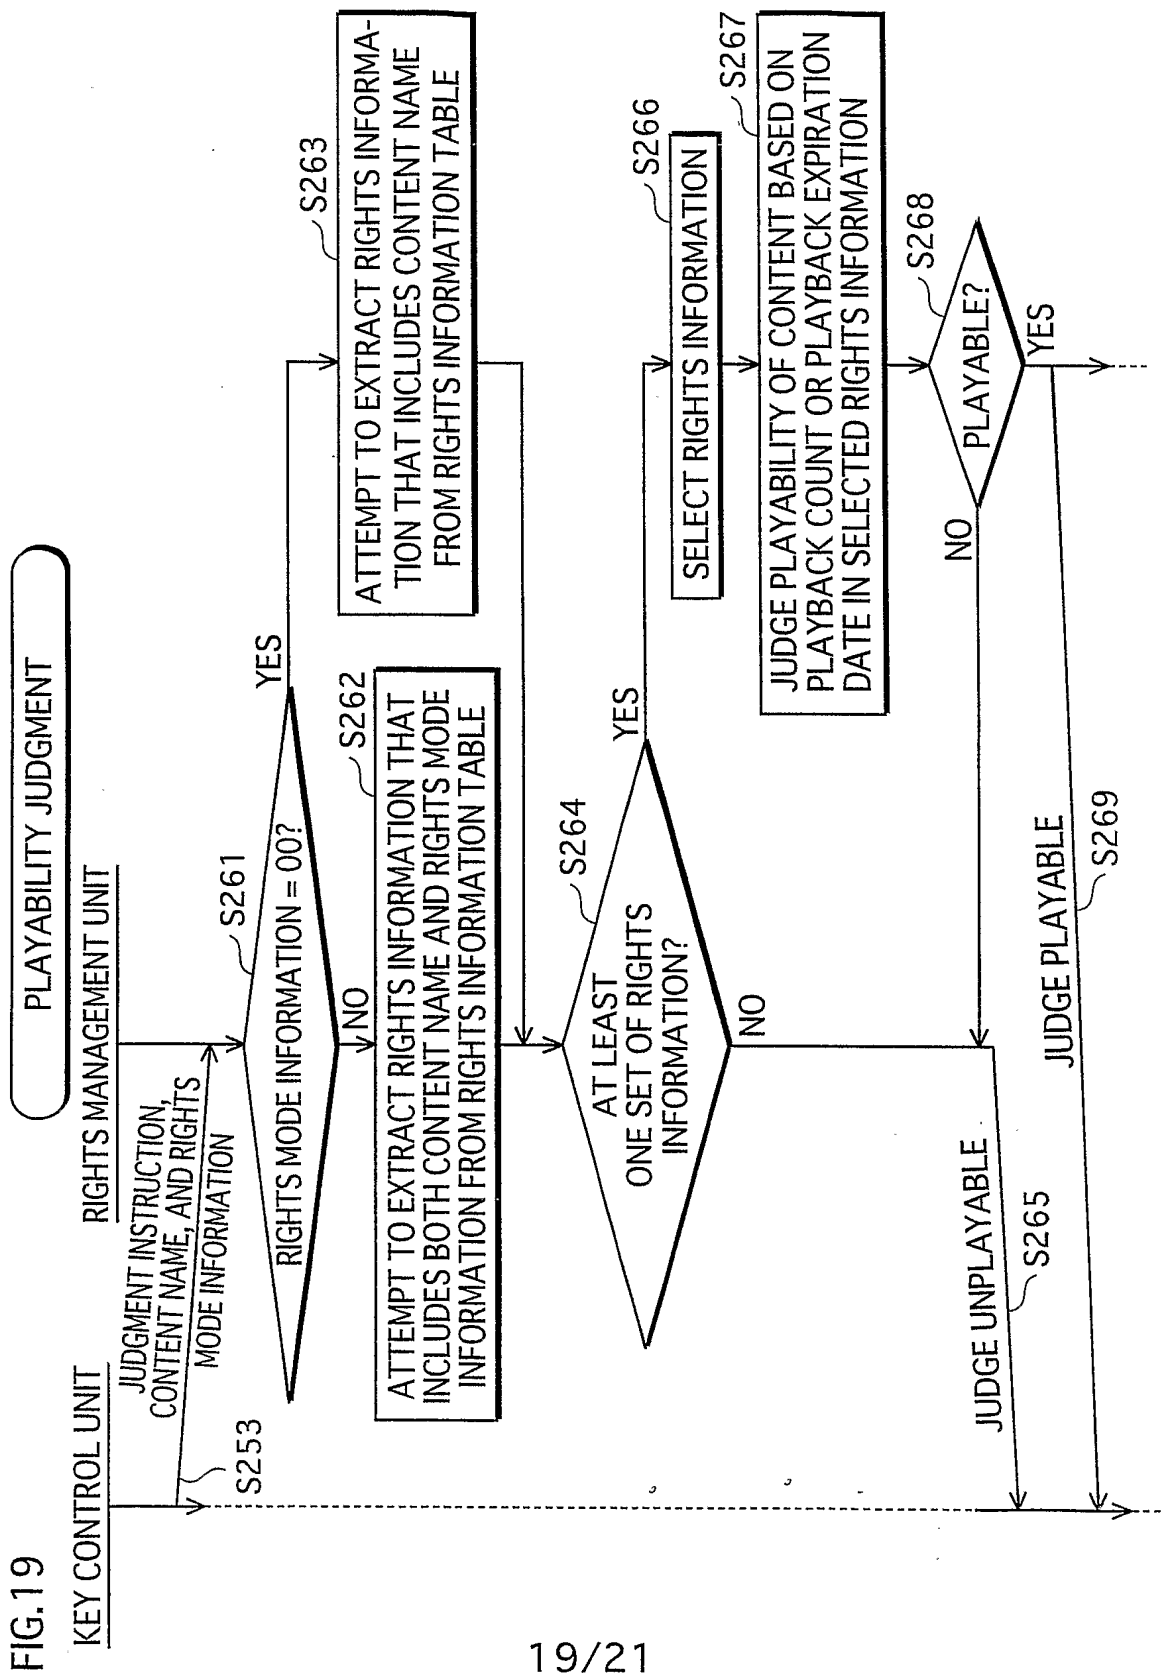 FIG.19
PLAYABILITY JUDGMENT
KEY CONTROL UNIT
RIGHTS MANAGEMENT UNIT
JUDGMENT INSTRUCTION,
CONTENT NAME, AND RIGHTS
MODE INFORMATION
S253
S261
RIGHTS MODE INFORMATION = 00?
YES
NO
S262
ATTEMPT TO EXTRACT RIGHTS INFORMATION THAT
INCLUDES BOTH CONTENT NAME AND RIGHTS MODE
INFORMATION FROM RIGHTS INFORMATION TABLE
S263
ATTEMPT TO EXTRACT RIGHTS INFORMA-
TION THAT INCLUDES CONTENT NAME
FROM RIGHTS INFORMATION TABLE
S264
AT LEAST
ONE SET OF RIGHTS
INFORMATION?
YES
NO
S266
SELECT RIGHTS INFORMATION
S267
JUDGE PLAYABILITY OF CONTENT BASED ON
PLAYBACK COUNT OR PLAYBACK EXPIRATION
DATE IN SELECTED RIGHTS INFORMATION
S268
PLAYABLE?
NO
YES
JUDGE UNPLAYABLE
S265
JUDGE PLAYABLE
S269
19/21